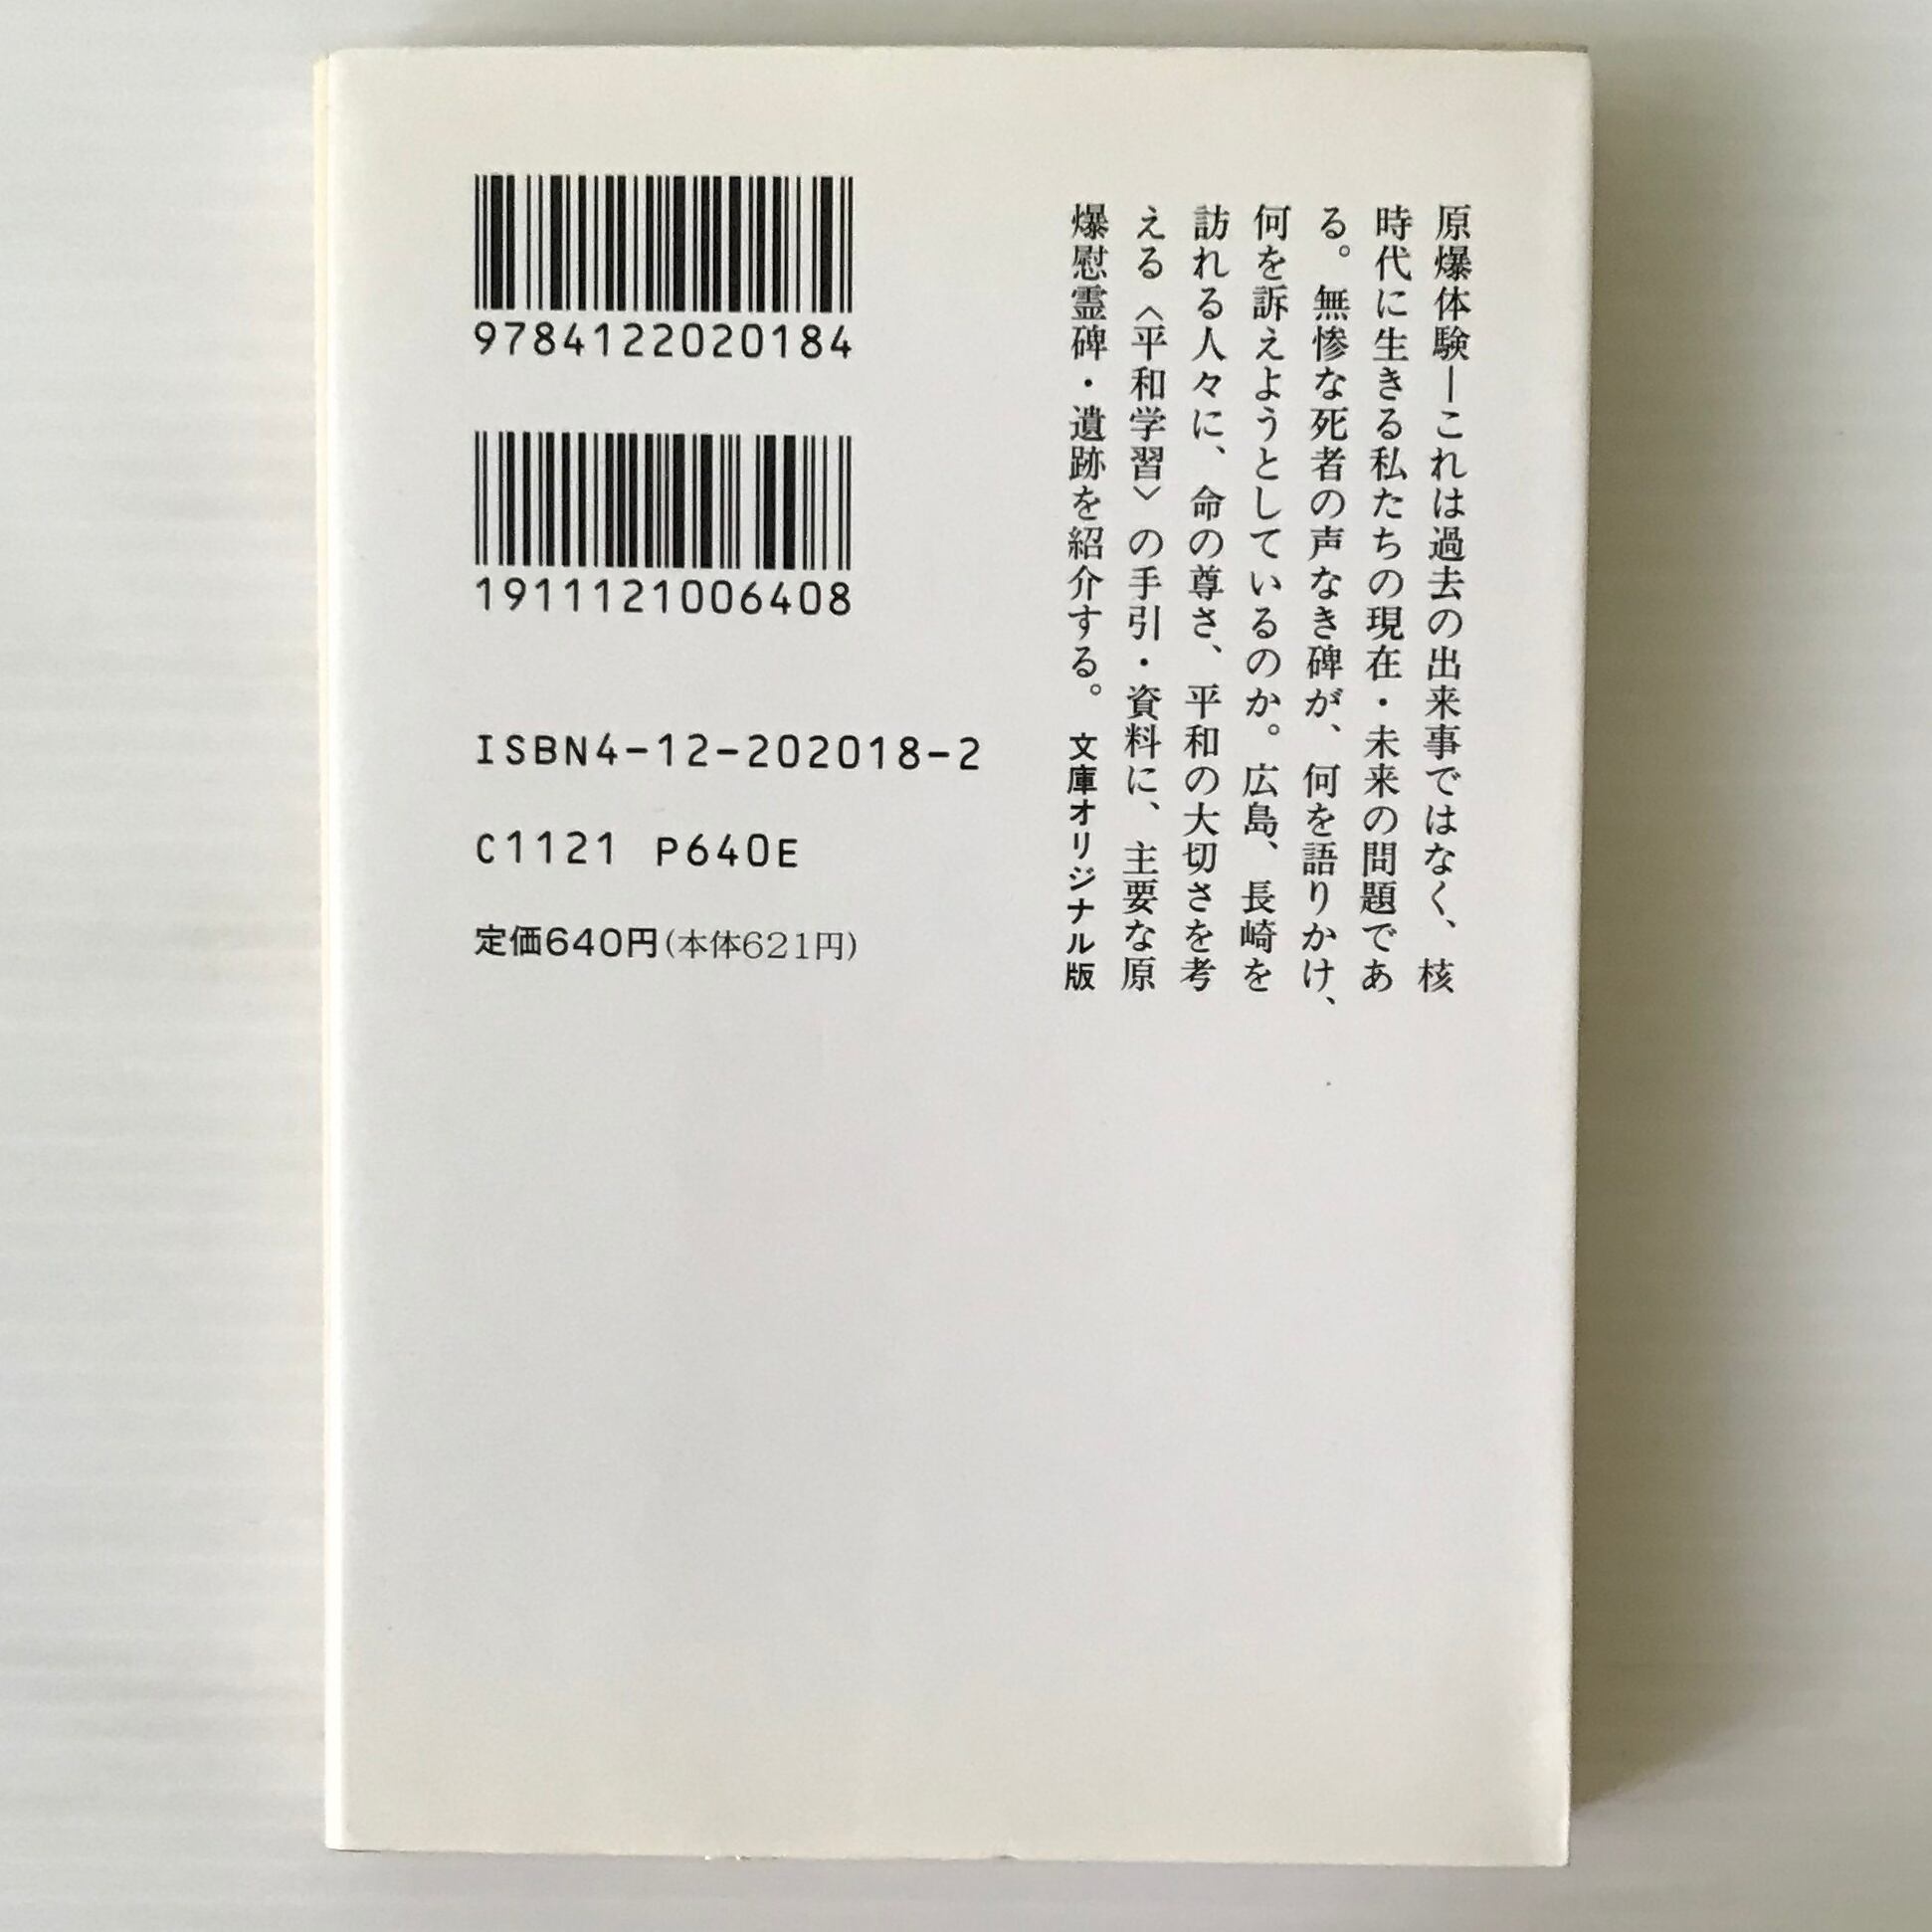 原爆体験―これは過去の出来事ではなく、核
時代に生きる私たちの現在・未来の問題であ
る。無惨な死者の声なき碑が、何を語りかけ、
何を訴えようとしているのか。広島、長崎を
訪れる人々に、命の尊さ、平和の大切さを考
える〈平和学習〉の手引・資料に、主要な原
爆慰霊碑・遺跡を紹介する。 文庫オリジナル版
9784122020184
1911121006408
ISBN4-12-202018-2
C1121 P640E
定価640円(本体621円)